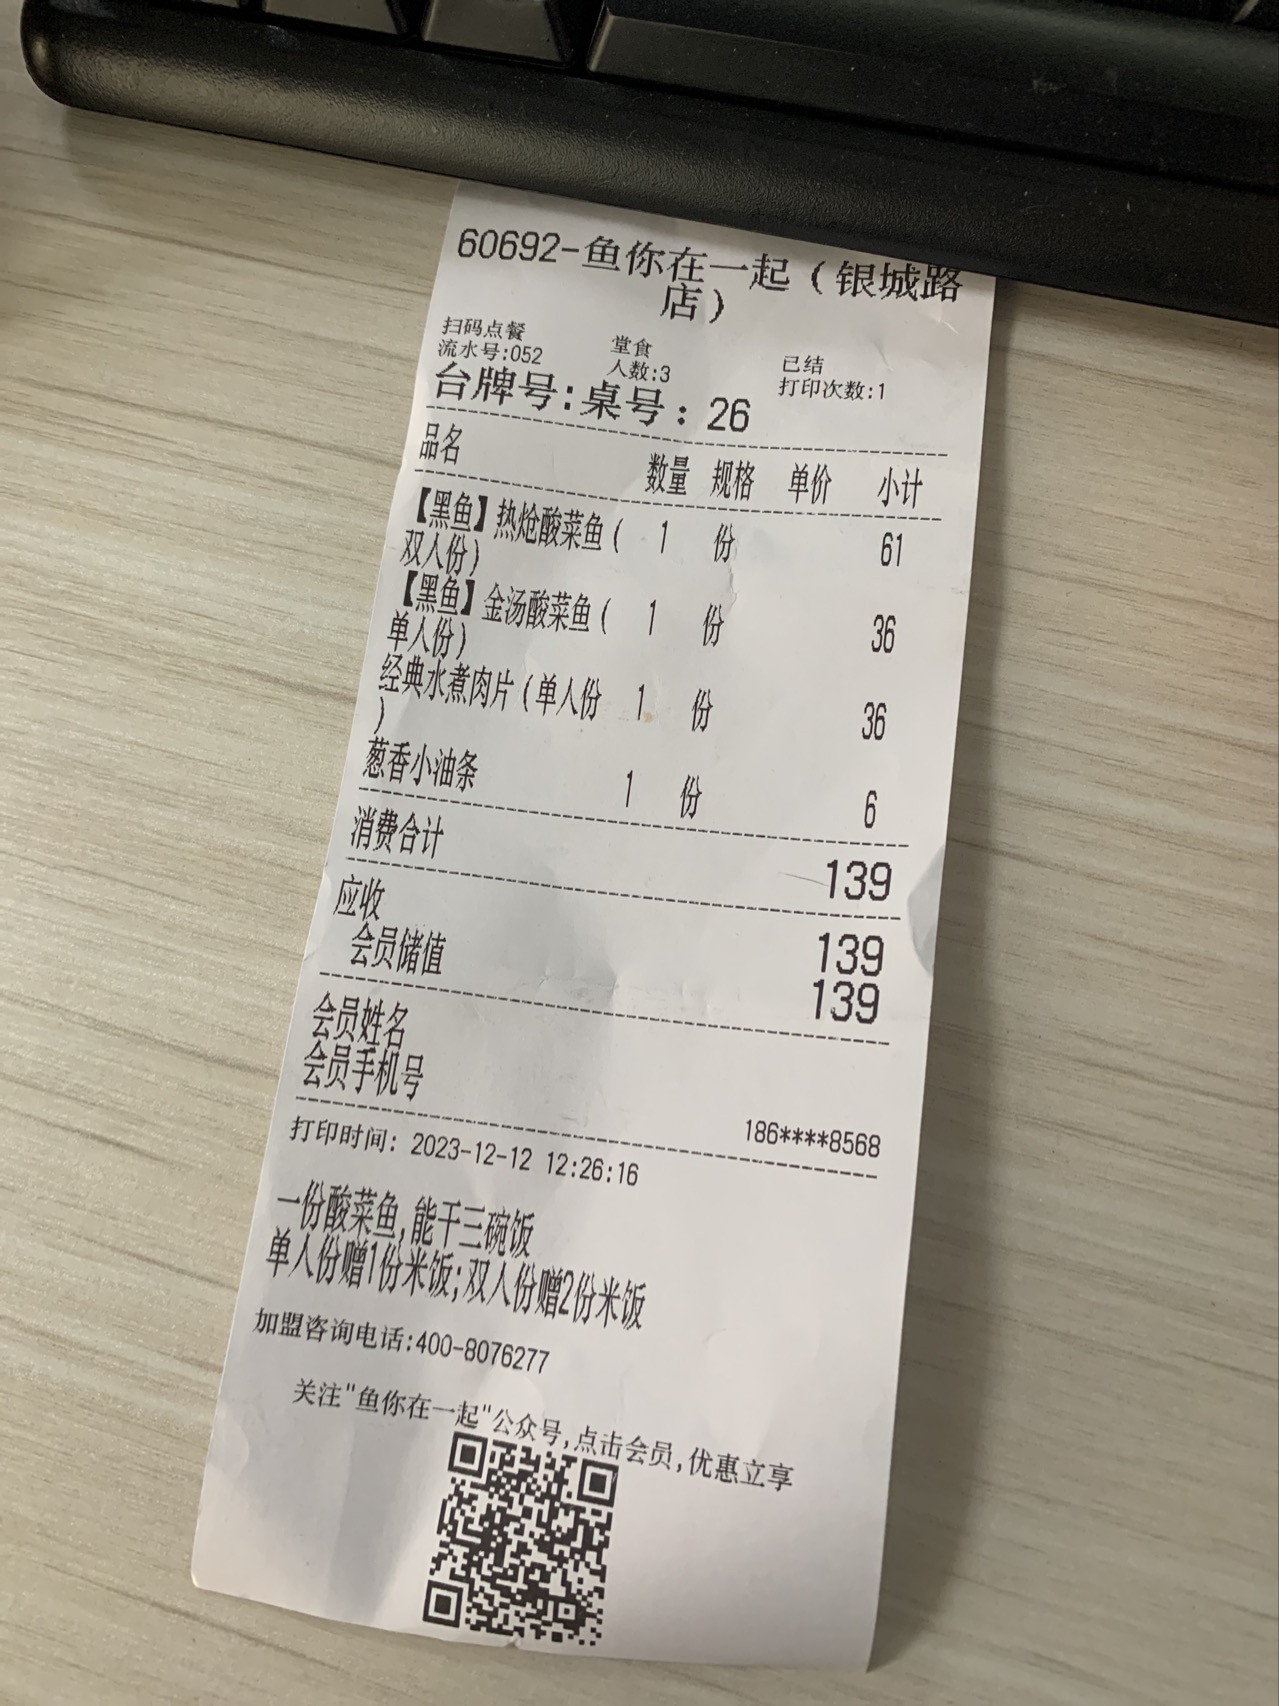 60692-鱼你在一起（银城路
店）
扫码点餐 堂食 已结
流水号:052 人数:3 打印次数:1
台牌号:桌号：26
品名 数量 规格 单价 小计
【黑鱼】热炝酸菜鱼( 1 份 61
双人份)
【黑鱼】金汤酸菜鱼( 1 份 36
单人份)
经典水煮肉片(单人份 1 份 36
)
葱香小油条 1 份 6
消费合计 139
应收 139
会员储值 139
会员姓名
会员手机号 186****8568
打印时间: 2023-12-12 12:26:16
一份酸菜鱼,能干三碗饭
单人份赠1份米饭;双人份赠2份米饭
加盟咨询电话:400-8076277
关注"鱼你在一起"公众号,点击会员,优惠立享